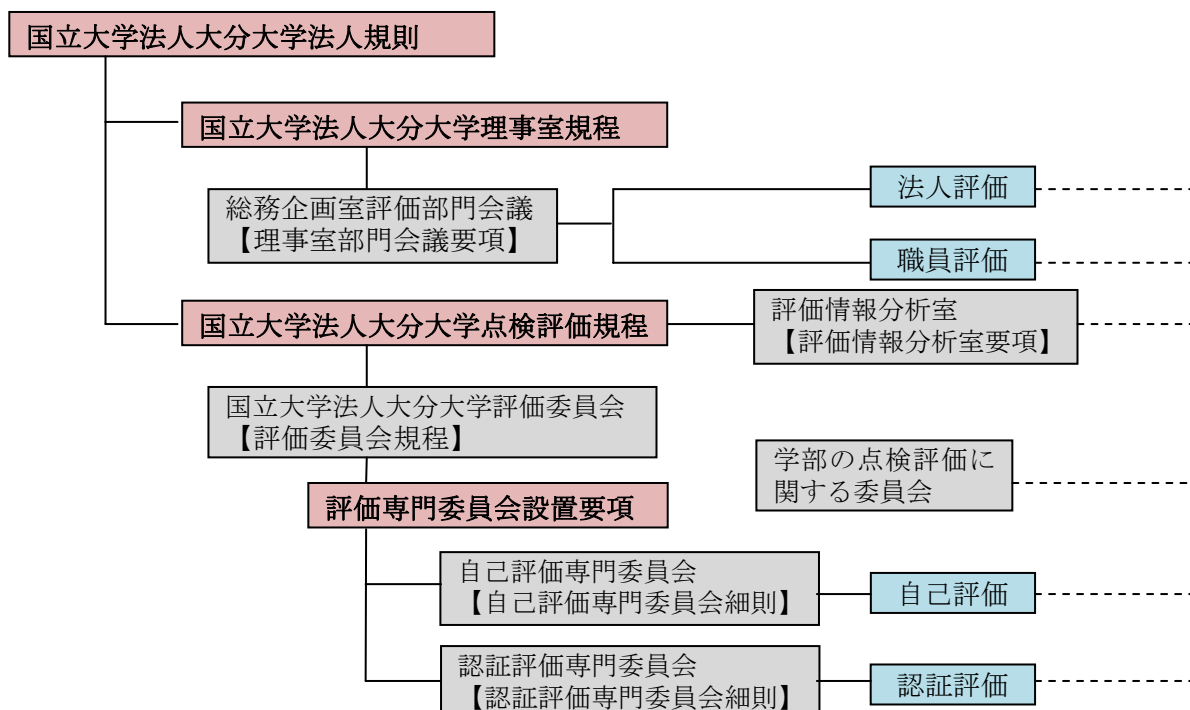 国立大学法人大分大学法人規則
国立大学法人大分大学理事室規程
総務企画室評価部門会議
【理事室部門会議要項】
法人評価
職員評価
国立大学法人大分大学点検評価規程
評価情報分析室
【評価情報分析室要項】
国立大学法人大分大学評価委員会
【評価委員会規程】
学部の点検評価に
関する委員会
評価専門委員会設置要項
自己評価専門委員会
【自己評価専門委員会細則】
自己評価
認証評価専門委員会
【認証評価専門委員会細則】
認証評価